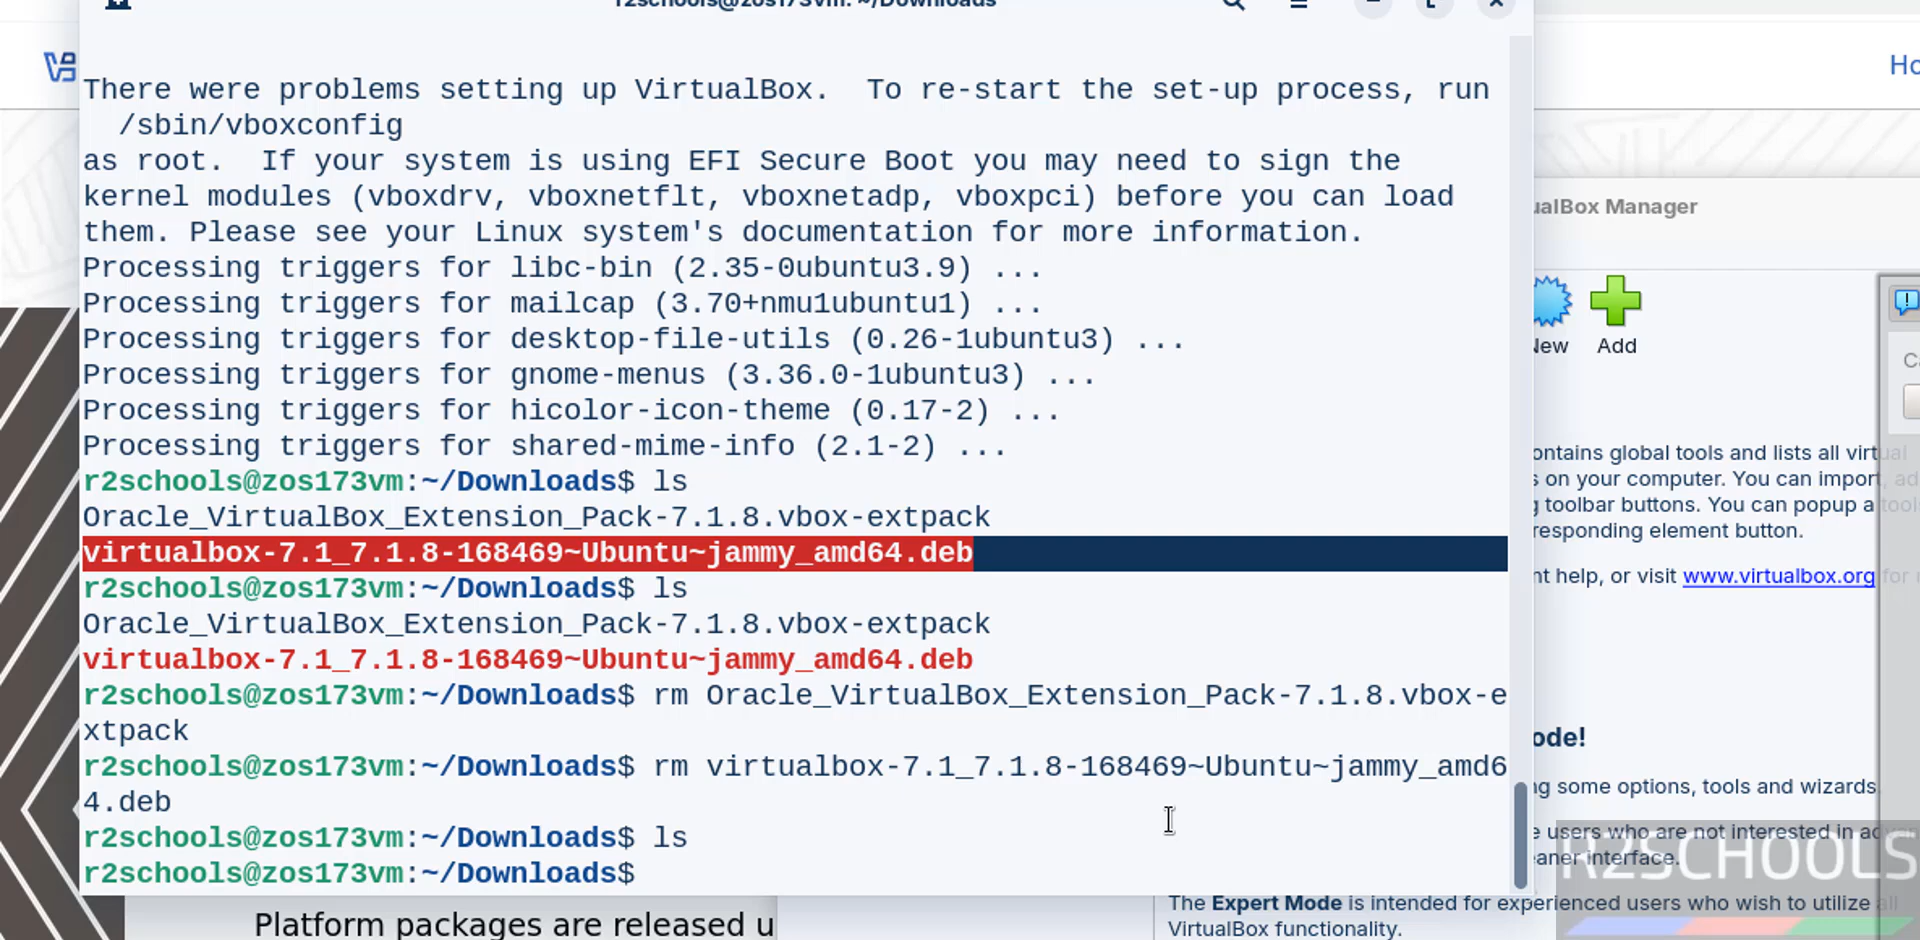 r2schools@zos173vm: ~/Downloads
There were problems setting up VirtualBox.  To re-start the set-up process, run
  /sbin/vboxconfig
as root.  If your system is using EFI Secure Boot you may need to sign the
kernel modules (vboxdrv, vboxnetflt, vboxnetadp, vboxpci) before you can load
them. Please see your Linux system's documentation for more information.
Processing triggers for libc-bin (2.35-0ubuntu3.9) ...
Processing triggers for mailcap (3.70+nmu1ubuntu1) ...
Processing triggers for desktop-file-utils (0.26-1ubuntu3) ...
Processing triggers for gnome-menus (3.36.0-1ubuntu3) ...
Processing triggers for hicolor-icon-theme (0.17-2) ...
Processing triggers for shared-mime-info (2.1-2) ...
r2schools@zos173vm:~/Downloads$ ls
Oracle_VirtualBox_Extension_Pack-7.1.8.vbox-extpack
virtualbox-7.1_7.1.8-168469~Ubuntu~jammy_amd64.deb
r2schools@zos173vm:~/Downloads$ ls
Oracle_VirtualBox_Extension_Pack-7.1.8.vbox-extpack
virtualbox-7.1_7.1.8-168469~Ubuntu~jammy_amd64.deb
r2schools@zos173vm:~/Downloads$ rm Oracle_VirtualBox_Extension_Pack-7.1.8.vbox-e
xtpack
r2schools@zos173vm:~/Downloads$ rm virtualbox-7.1_7.1.8-168469~Ubuntu~jammy_amd6
4.deb
r2schools@zos173vm:~/Downloads$ ls
r2schools@zos173vm:~/Downloads$
Platform packages are released u
Ho
ualBox Manager
New Add
ontains global tools and lists all virtual
s on your computer. You can import, ad
g toolbar buttons. You can popup a tools
responding element button.
nt help, or visit www.virtualbox.org for
ode!
ng some options, tools and wizards.
e users who are not interested in
aner interface.
The Expert Mode is intended for experienced users who wish to utilize all
VirtualBox functionality.
R2SCHOOLS